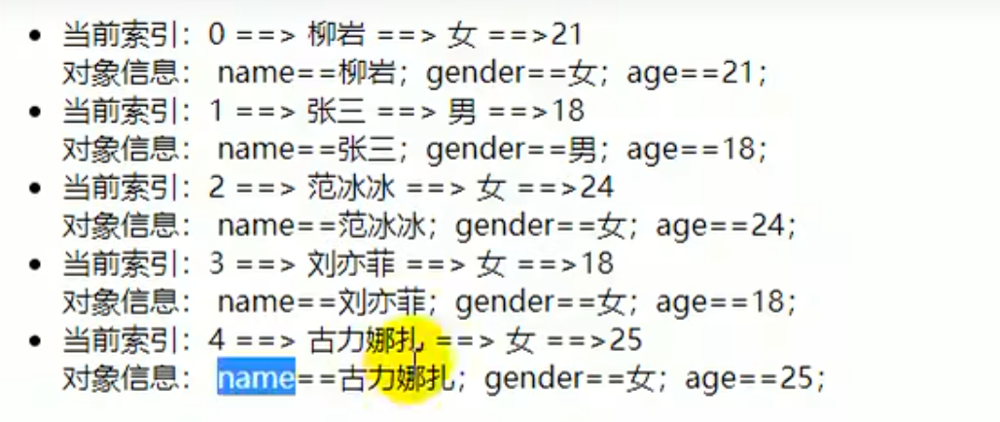 当前索引：0 ==> 柳岩 ==> 女 ==>21
对象信息： name==柳岩；gender==女；age==21；
当前索引：1 ==> 张三 ==> 男 ==>18
对象信息： name==张三；gender==男；age==18；
当前索引：2 ==> 范冰冰 ==> 女 ==>24
对象信息： name==范冰冰；gender==女；age==24；
当前索引：3 ==> 刘亦菲 ==> 女 ==>18
对象信息： name==刘亦菲；gender==女；age==18；
当前索引：4 ==> 古力娜扎 ==> 女 ==>25
对象信息： name==古力娜扎；gender==女；age==25；